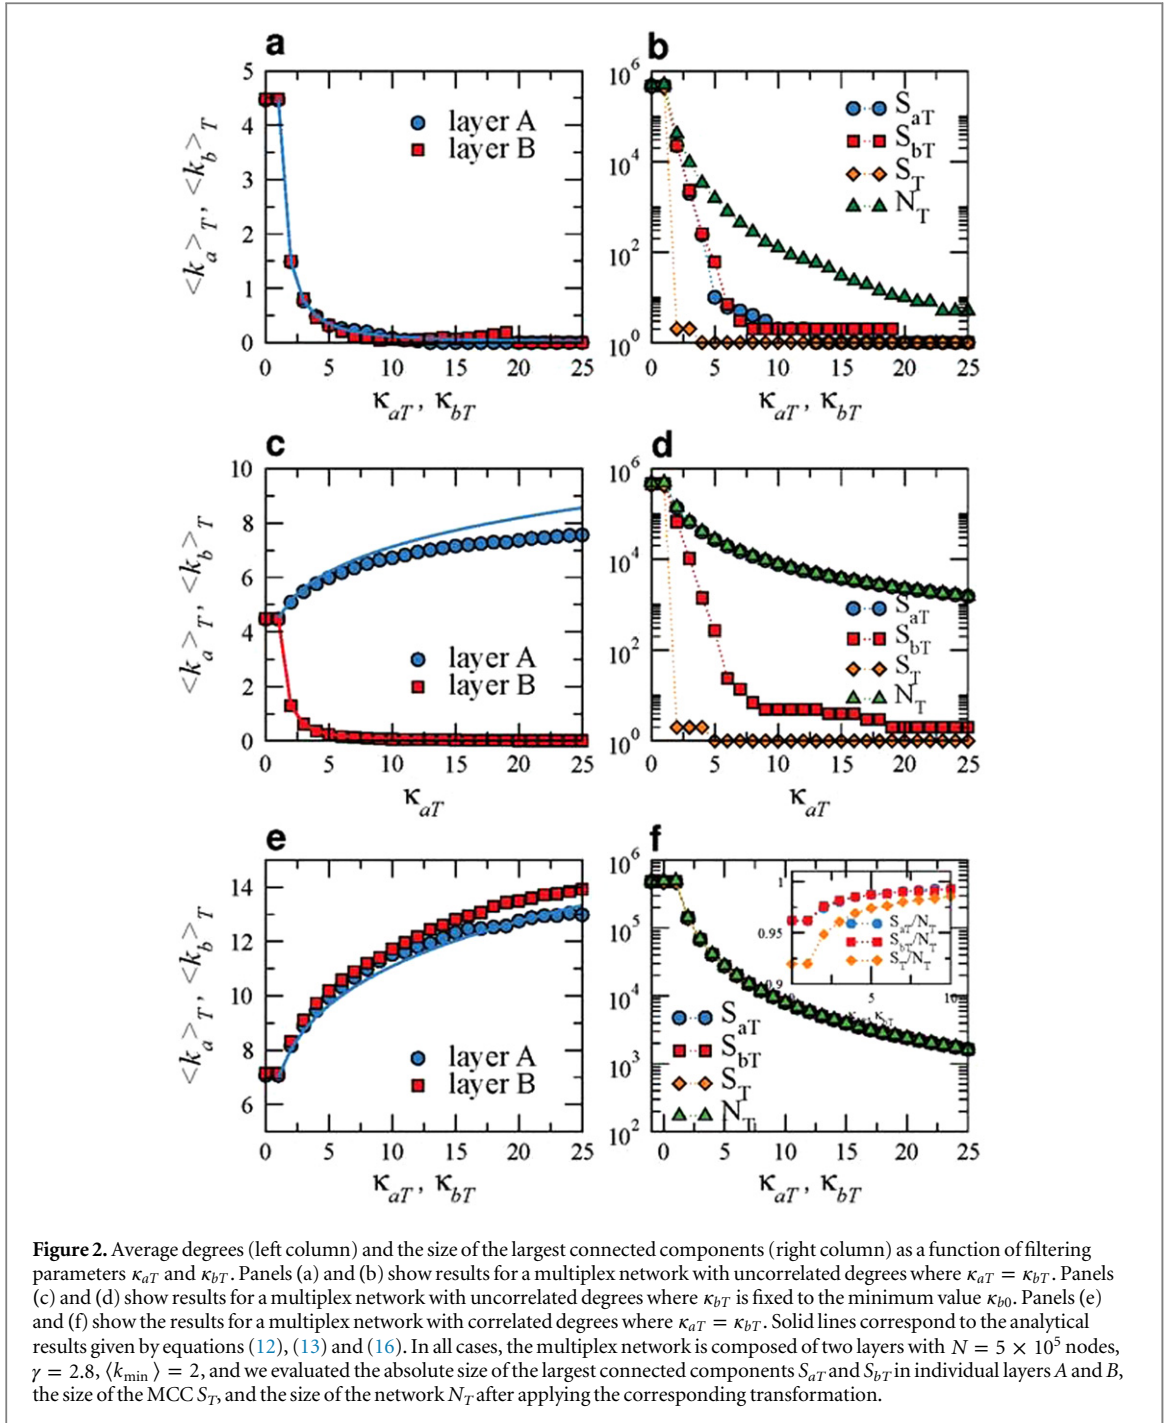 a
5
4
3
2
1
0
<k_a>_T, <k_b>_T
layer A
layer B
0 5 10 15 20 25
κ_aT, κ_bT
b
10^6
10^4
10^2
10^0
S_aT
S_bT
S_T
N_T
0 5 10 15 20 25
κ_aT, κ_bT
c
10
8
6
4
2
0
<k_a>_T, <k_b>_T
layer A
layer B
0 5 10 15 20 25
κ_aT
d
10^6
10^4
10^2
10^0
S_aT
S_bT
S_T
N_T
0 5 10 15 20 25
κ_aT
e
14
12
10
8
6
<k_a>_T, <k_b>_T
layer A
layer B
0 5 10 15 20 25
κ_aT, κ_bT
f
10^6
10^5
10^4
10^3
10^2
1
0.95
0.9
S_aT/N_T
S_bT/N_T
S_T/N_T
0 5 10
κ_aT, κ_bT
S_aT
S_bT
S_T
N_T
0 5 10 15 20 25
κ_aT, κ_bT
Figure 2. Average degrees (left column) and the size of the largest connected components (right column) as a function of filtering
parameters κ_aT and κ_bT. Panels (a) and (b) show results for a multiplex network with uncorrelated degrees where κ_aT = κ_bT. Panels
(c) and (d) show results for a multiplex network with uncorrelated degrees where κ_bT is fixed to the minimum value κ_b0. Panels (e)
and (f) show the results for a multiplex network with correlated degrees where κ_aT = κ_bT. Solid lines correspond to the analytical
results given by equations (12), (13) and (16). In all cases, the multiplex network is composed of two layers with N = 5 × 10^5 nodes,
γ = 2.8, ⟨k_min⟩ = 2, and we evaluated the absolute size of the largest connected components S_aT and S_bT in individual layers A and B,
the size of the MCC S_T, and the size of the network N_T after applying the corresponding transformation.